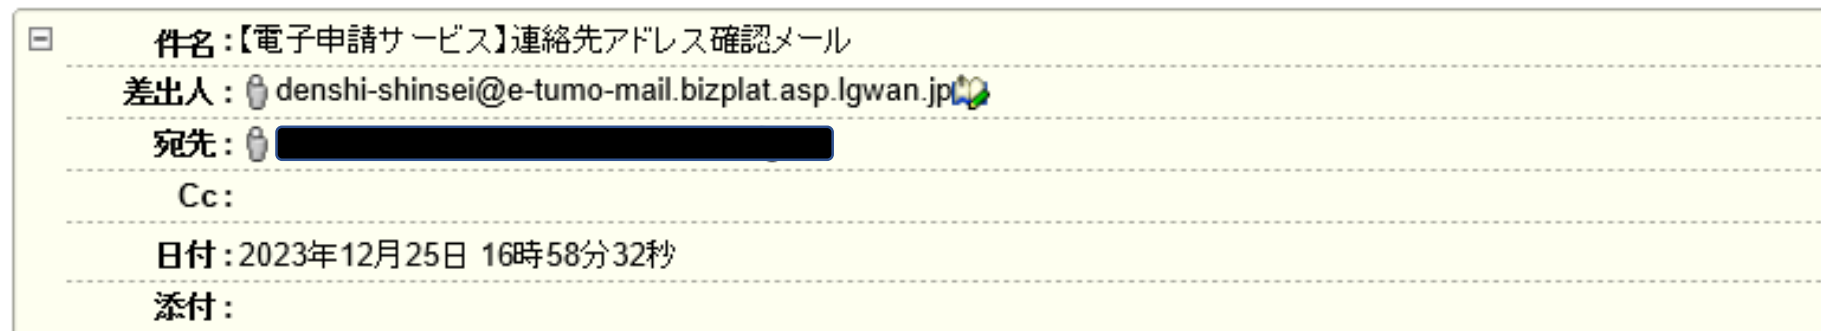 件名：【電子申請サービス】連絡先アドレス確認メール
差出人： denshi-shinsei@e-tumo-mail.bizplat.asp.lgwan.jp
宛先：
Cc：
日付：2023年12月25日 16時58分32秒
添付：